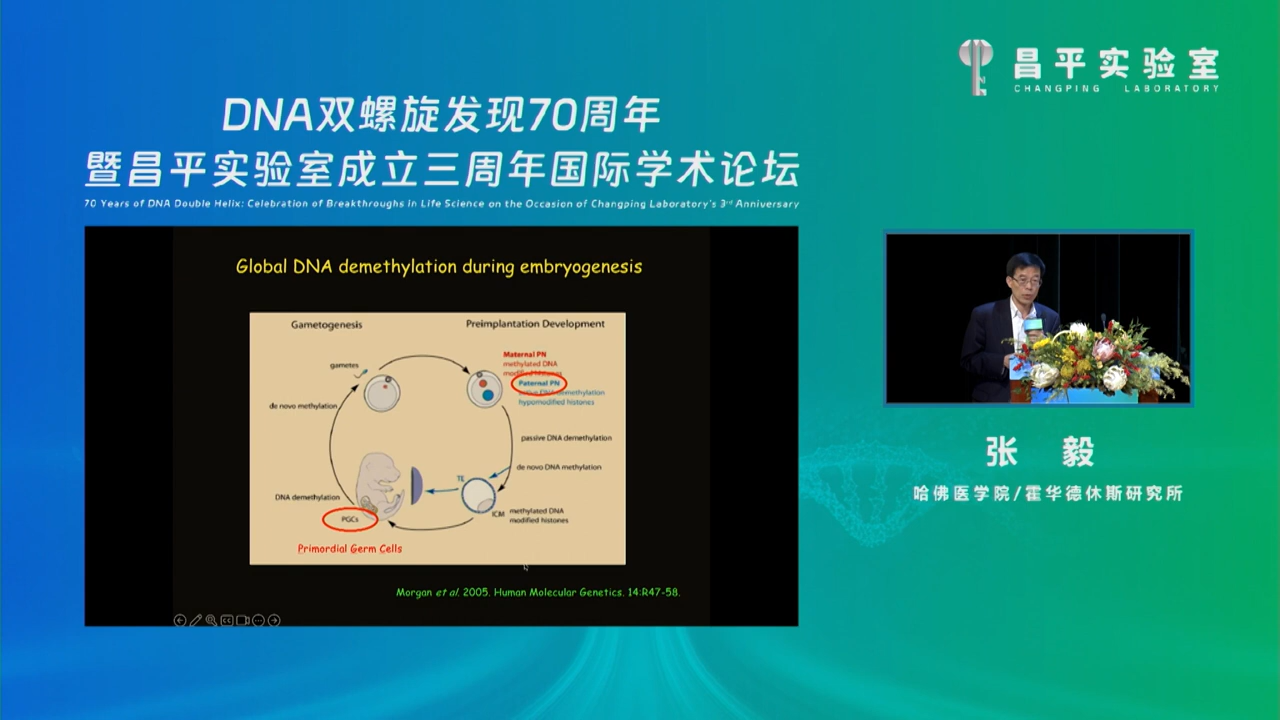 昌平实验室
CHANGPING LABORATORY
DNA双螺旋发现70周年
暨昌平实验室成立三周年国际学术论坛
70 Years of DNA Double Helix: Celebration of Breakthroughs in Life Science on the Occasion of Changping Laboratory's 3rd Anniversary
Global DNA demethylation during embryogenesis
Gametogenesis
Preimplantation Development
gametes
Maternal PN
methylated DNA
modified histones
Paternal PN
active DNA demethylation
hypomodified histones
de novo methylation
passive DNA demethylation
de novo DNA methylation
TE
DNA demethylation
ICM
methylated DNA
modified histones
PGCs
Primordial Germ Cells
Morgan et al. 2005. Human Molecular Genetics. 14:R47-58.
张 毅
哈佛医学院/霍华德休斯研究所